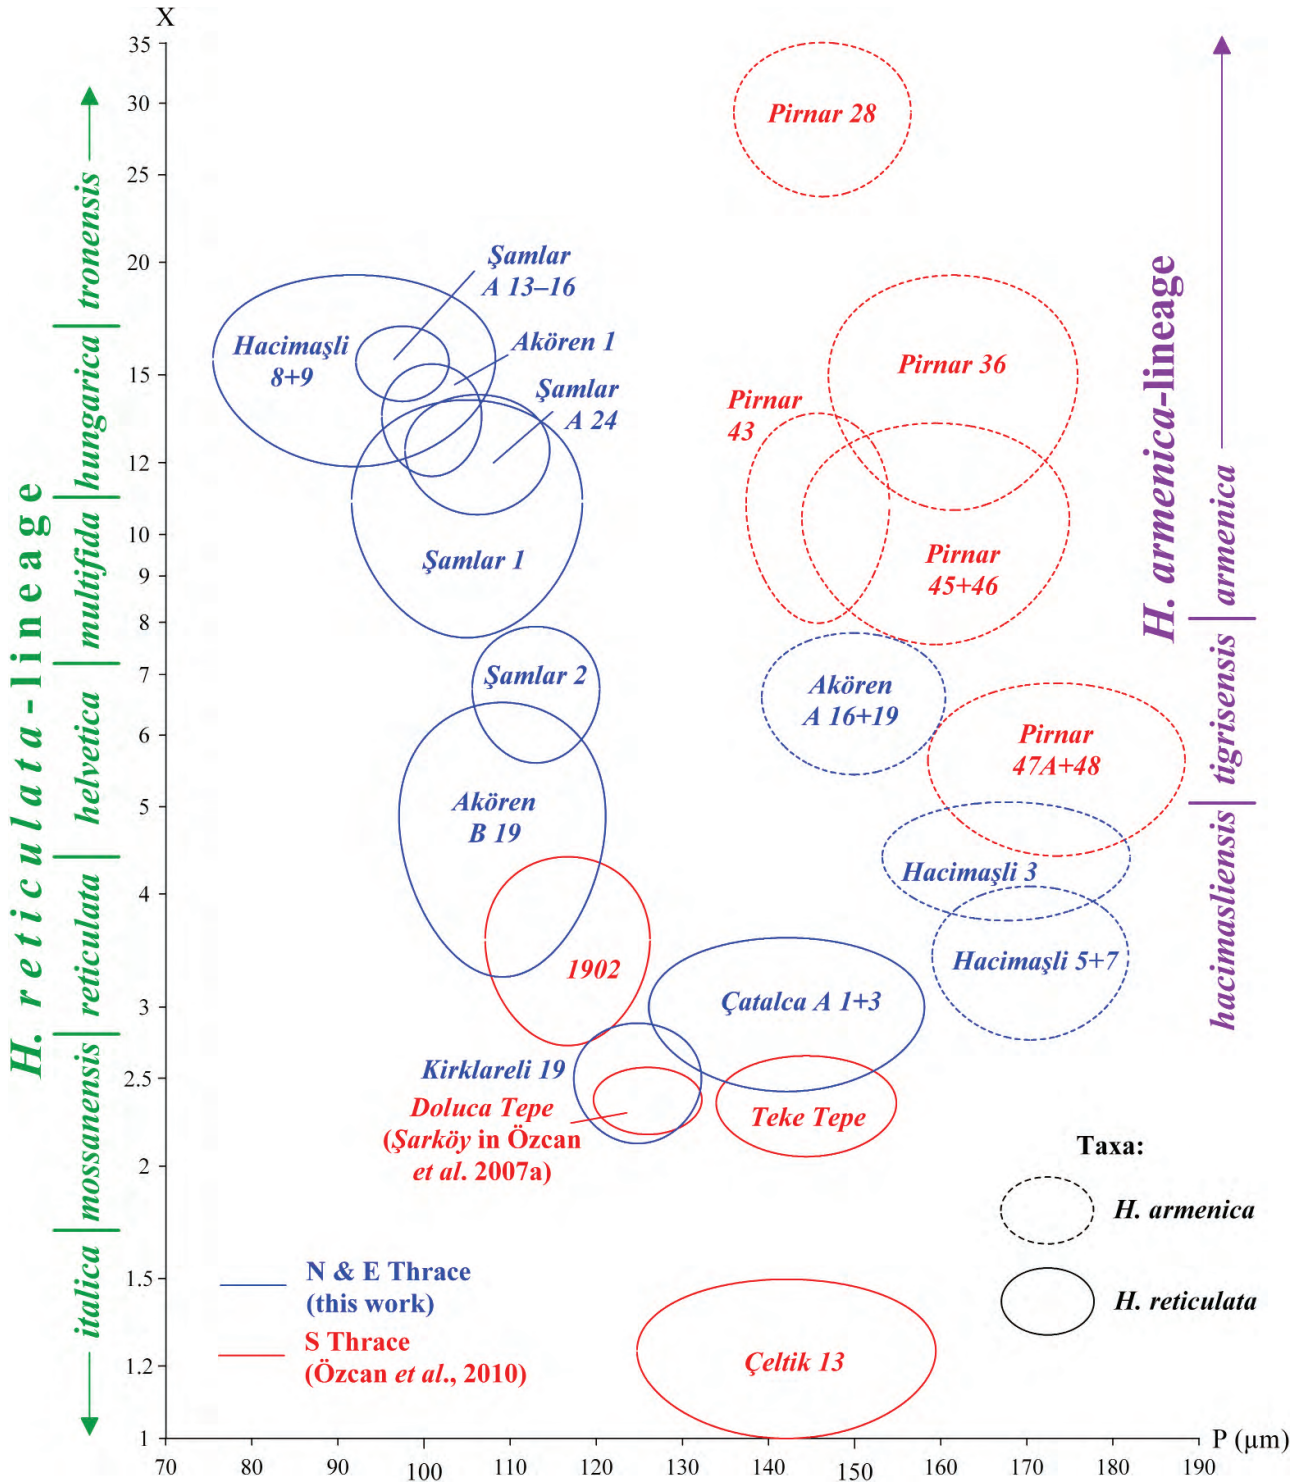 X
35
30
25
20
15
12
10
9
8
7
6
5
4
3
2.5
2
1.5
1.2
1
70
80
90
100
110
120
130
140
150
160
170
180
190
P (µm)
H. reticulata-lineage
tronensis
hungarica
multifida
helvetica
reticulata
mossanensis
italica
H. armenica-lineage
armenica
tigrisensis
hacimasliensis
Pirnar 28
Şamlar
A 13–16
Hacimaşli
8+9
Akören 1
Şamlar
A 24
Pirnar 36
Pirnar
43
Şamlar 1
Pirnar
45+46
Şamlar 2
Akören
A 16+19
Pirnar
47A+48
Akören
B 19
Hacimaşli 3
1902
Hacimaşli 5+7
Çatalca A 1+3
Kirklareli 19
Doluca Tepe
(Şarköy in Özcan
et al. 2007a)
Teke Tepe
Çeltik 13
Taxa:
H. armenica
H. reticulata
N & E Thrace
(this work)
S Thrace
(Özcan et al., 2010)